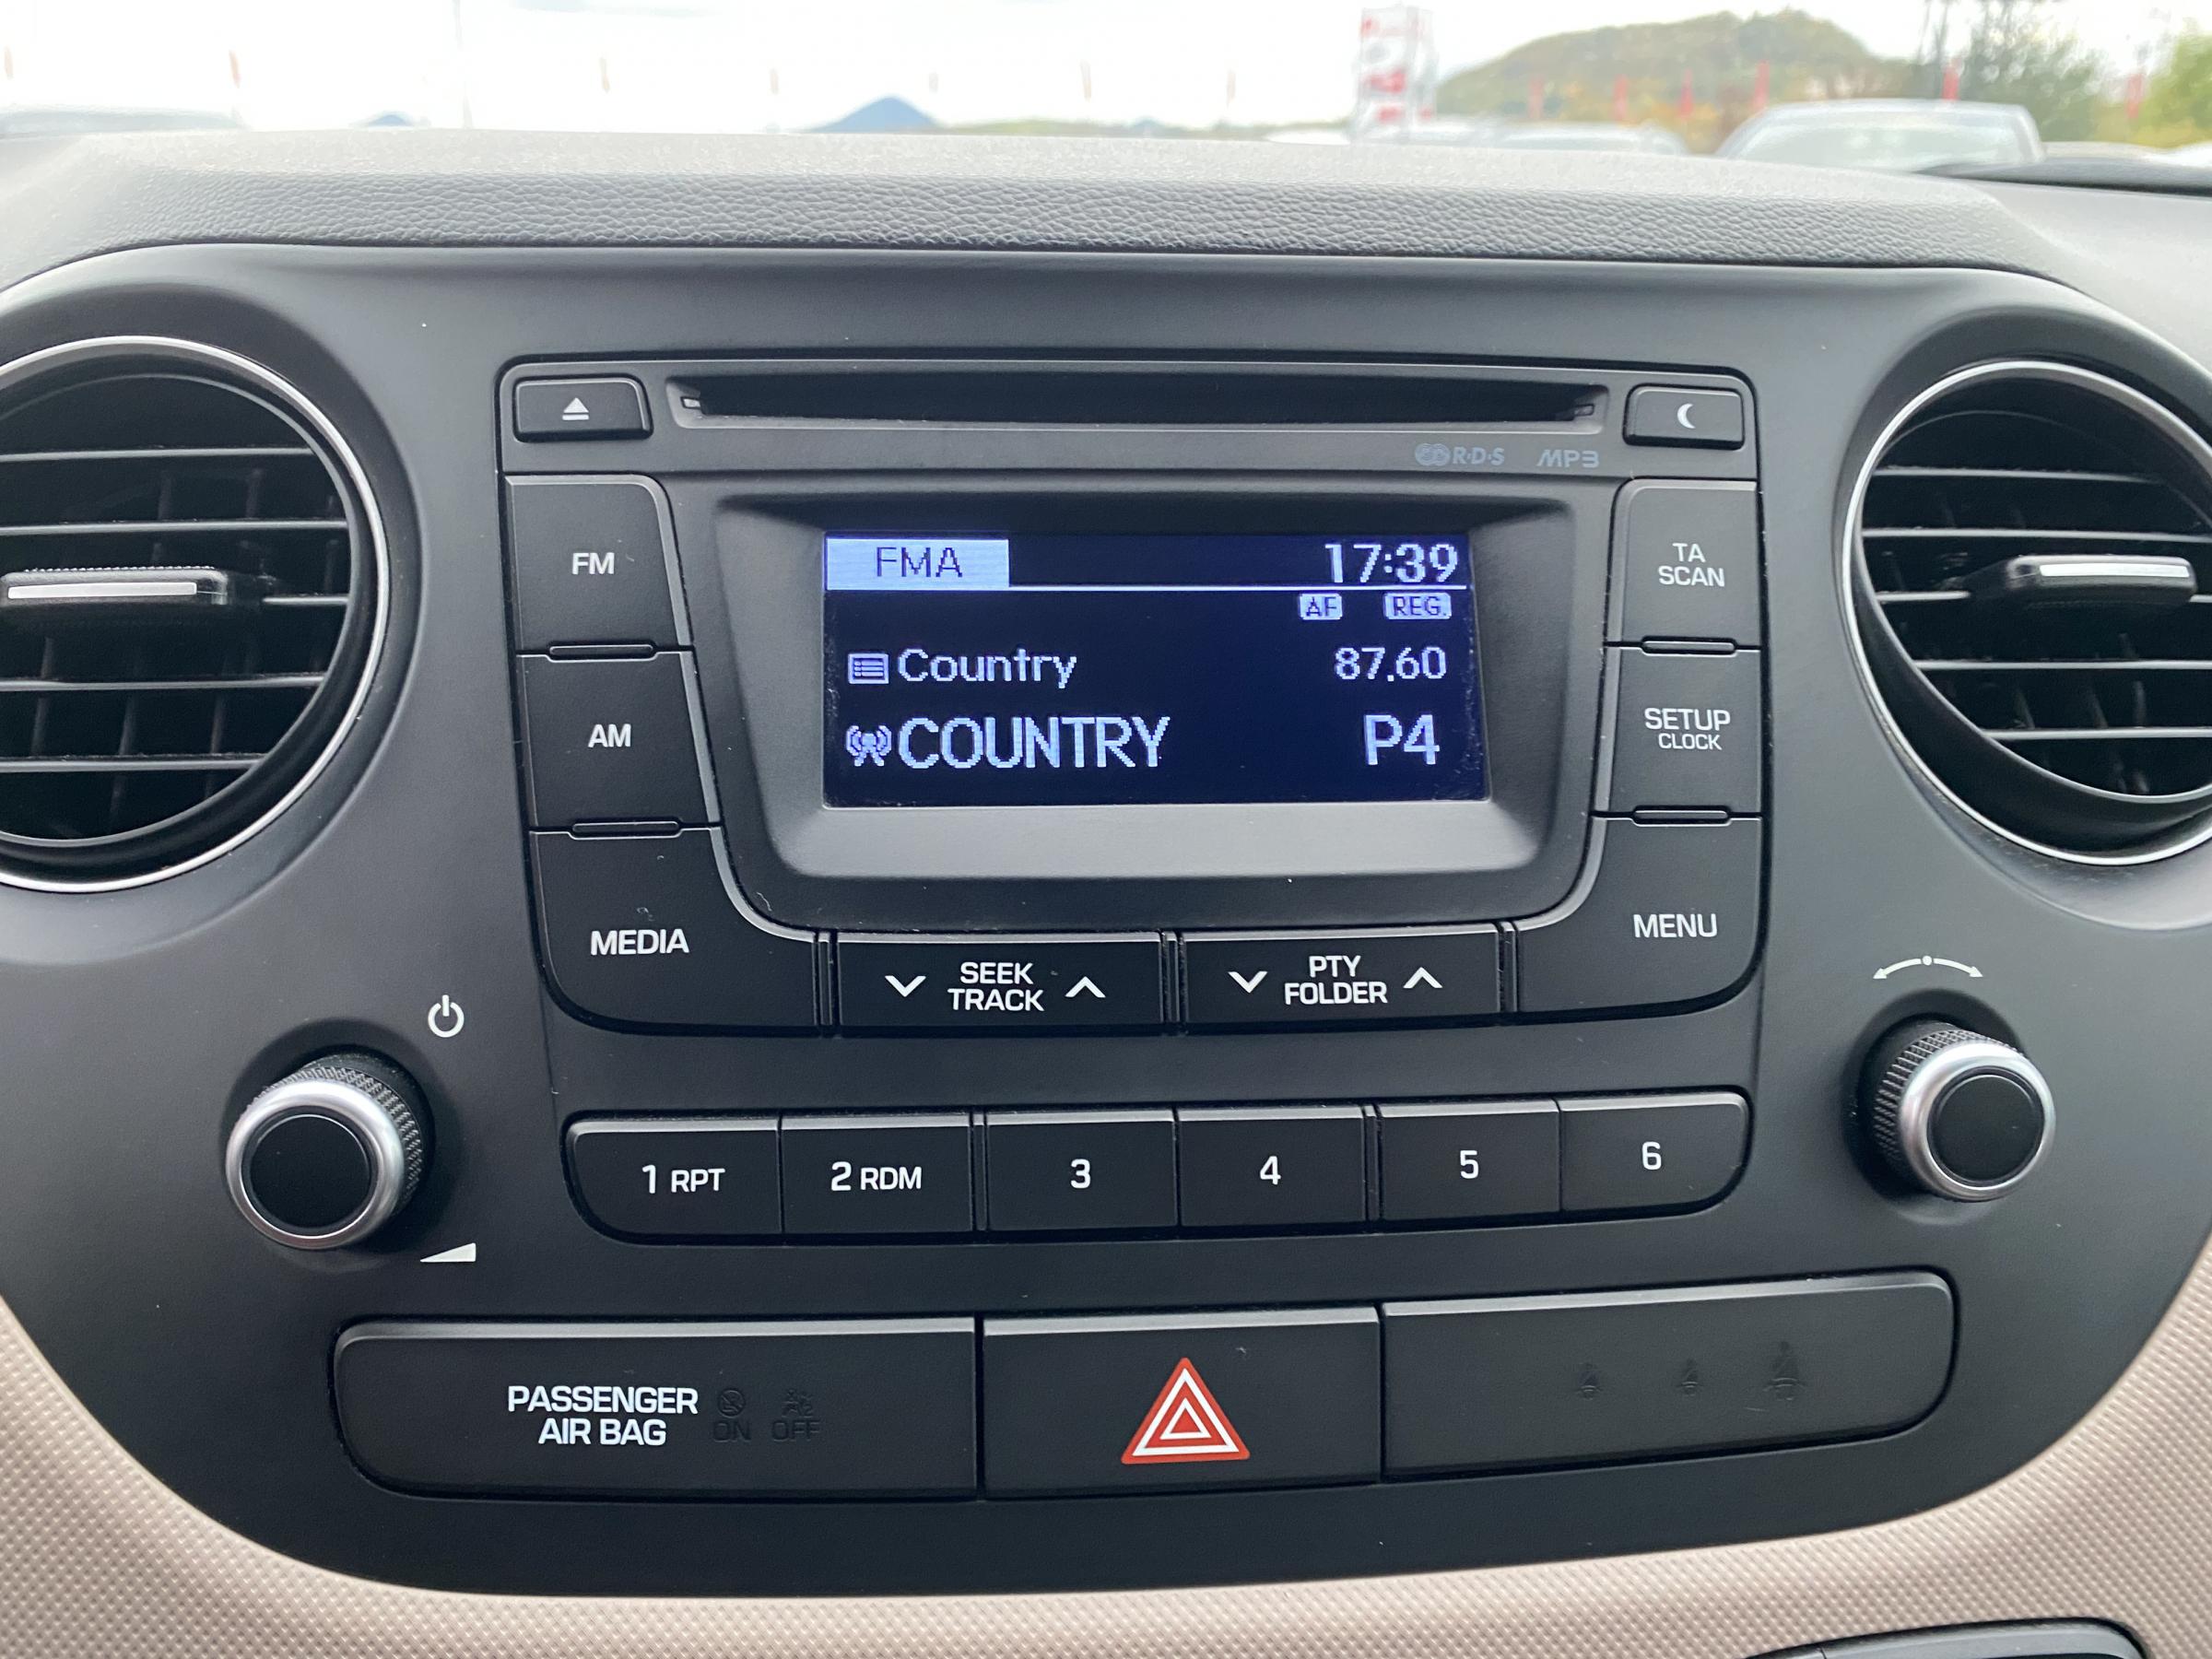 R·D·S MP3
FM
FMA 17:39
TA
SCAN
AF REG.
Country 87.60
AM
COUNTRY P4
SETUP
CLOCK
MEDIA
MENU
SEEK
TRACK
PTY
FOLDER
1 RPT
2 RDM
3
4
5
6
PASSENGER
AIR BAG
ON OFF